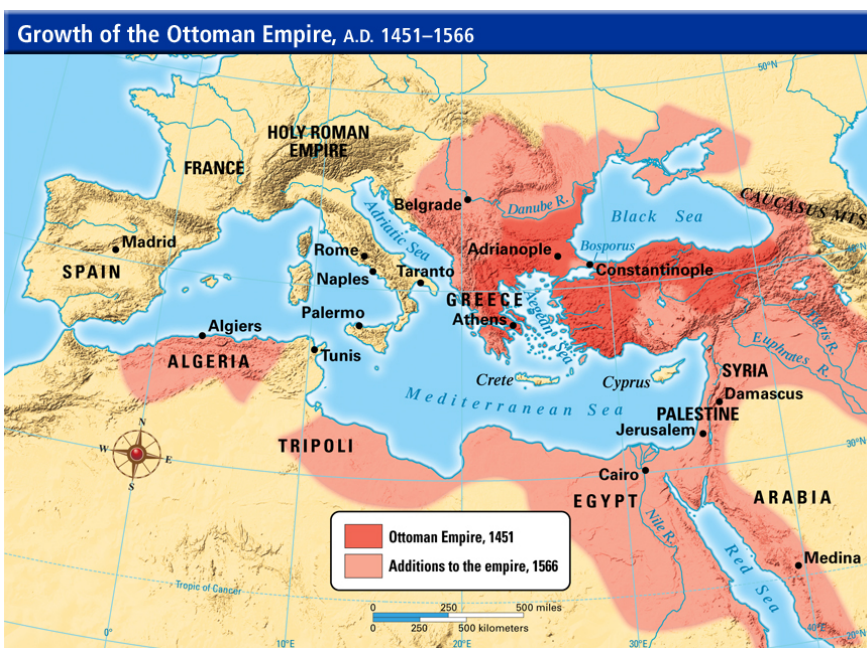 Growth of the Ottoman Empire, A.D. 1451–1566
50°N
HOLY ROMAN
EMPIRE
FRANCE
CAUCASUS MTS.
Belgrade
Danube R.
Black Sea
Adriatic Sea
Madrid
Rome
Adrianople
Bosporus
Constantinople
SPAIN
Naples
Taranto
GREECE
Aegean Sea
Palermo
Athens
Algiers
Tunis
ALGERIA
Tigris R.
Euphrates R.
SYRIA
Crete
Cyprus
Damascus
Mediterranean Sea
PALESTINE
Jerusalem
N
W
E
S
TRIPOLI
30°N
Cairo
EGYPT
ARABIA
Nile R.
Ottoman Empire, 1451
Additions to the empire, 1566
Medina
Red Sea
Tropic of Cancer
0 250 500 miles
0 250 500 kilometers
0°
10°E
20°E
30°E
40°E
20°N